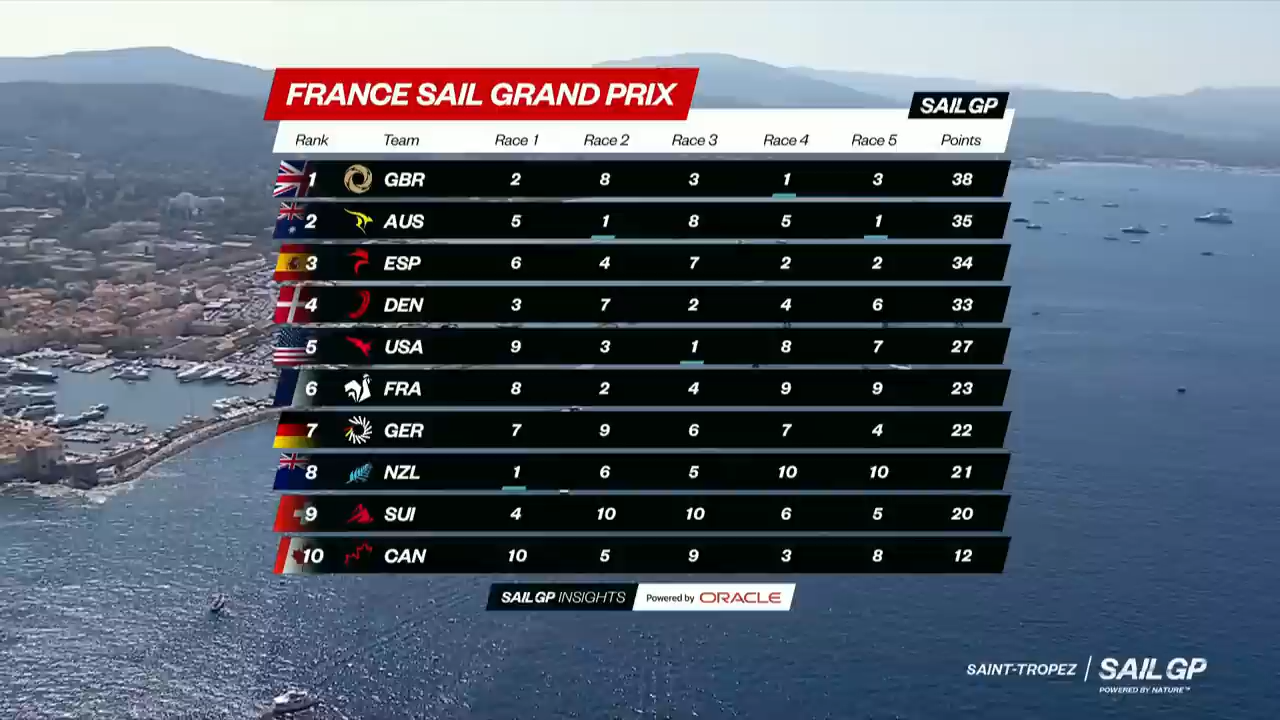 FRANCE SAIL GRAND PRIX
SAILGP
Rank Team Race 1 Race 2 Race 3 Race 4 Race 5 Points
1 GBR 2 8 3 1 3 38
2 AUS 5 1 8 5 1 35
3 ESP 6 4 7 2 2 34
4 DEN 3 7 2 4 6 33
5 USA 9 3 1 8 7 27
6 FRA 8 2 4 9 9 23
7 GER 7 9 6 7 4 22
8 NZL 1 6 5 10 10 21
9 SUI 4 10 10 6 5 20
10 CAN 10 5 9 3 8 12
SAILGP INSIGHTS Powered by ORACLE
SAINT-TROPEZ SAILGP
POWERED BY NATURE™